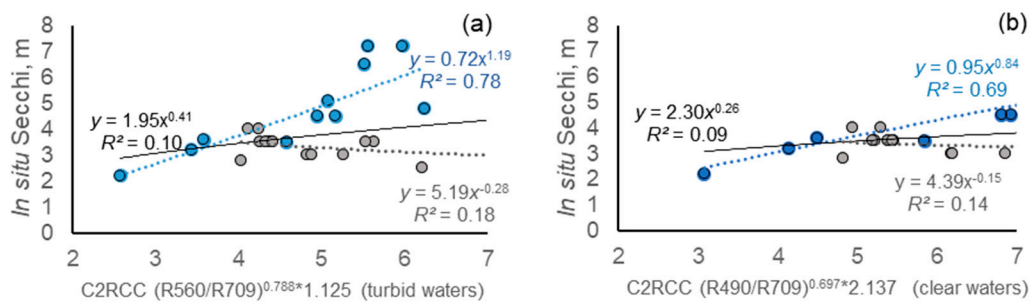 (a)
In situ Secchi, m
8
7
6
5
4
3
2
1
0
y = 0.72x^1.19
R² = 0.78
y = 1.95x^0.41
R² = 0.10
y = 5.19x^-0.28
R² = 0.18
2 3 4 5 6 7
C2RCC (R560/R709)^0.788*1.125 (turbid waters)
(b)
In situ Secchi, m
8
7
6
5
4
3
2
1
0
y = 0.95x^0.84
R² = 0.69
y = 2.30x^0.26
R² = 0.09
y = 4.39^-0.15
R² = 0.14
2 3 4 5 6 7
C2RCC (R490/R709)^0.697*2.137 (clear waters)